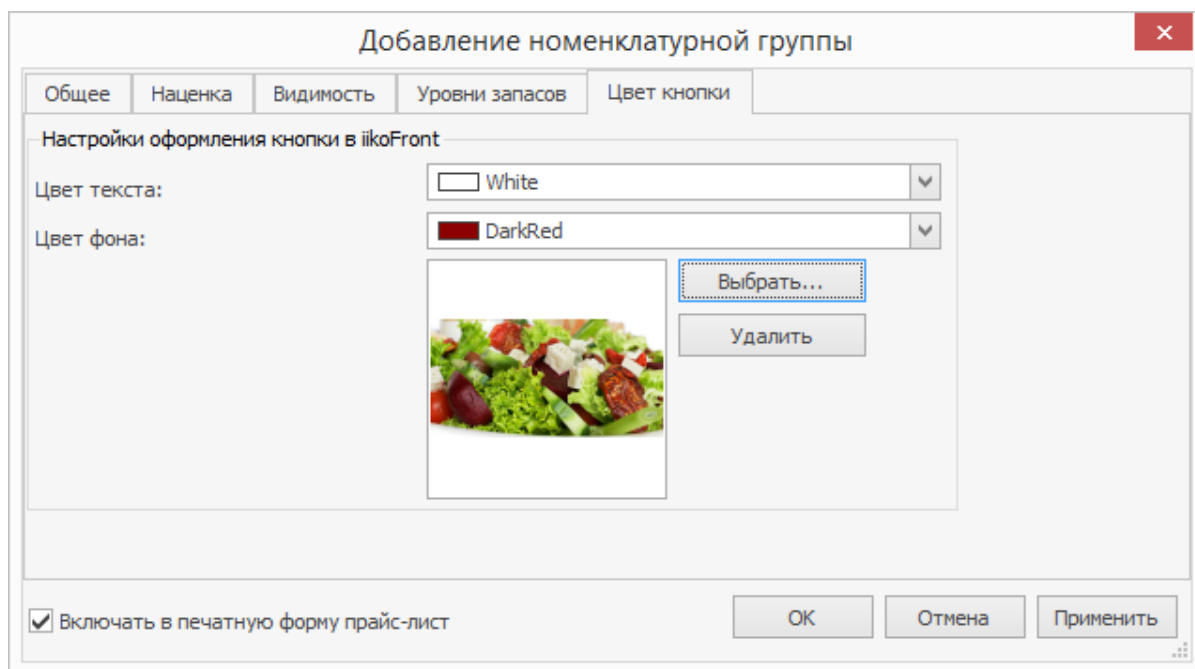 Добавление номенклатурной группы
Общее Наценка Видимость Уровни запасов Цвет кнопки
Настройки оформления кнопки в iikoFront
Цвет текста: White
Цвет фона: DarkRed
Выбрать...
Удалить
Включать в печатную форму прайс-лист OK Отмена Применить